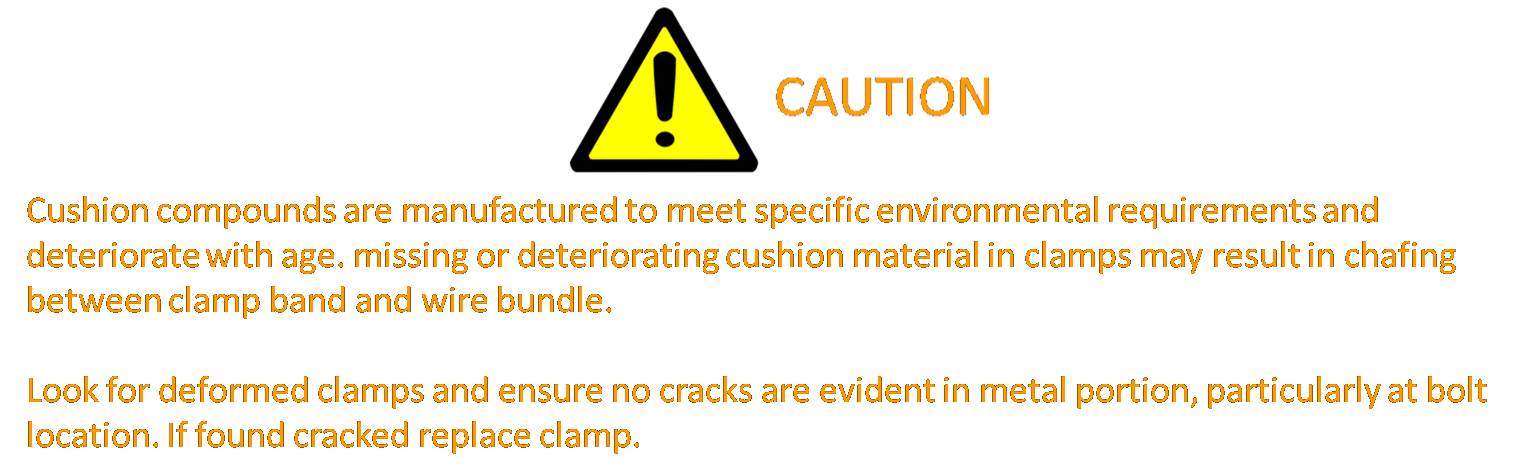 CAUTION
Cushion compounds are manufactured to meet specific environmental requirements and
deteriorate with age. missing or deteriorating cushion material in clamps may result in chafing
between clamp band and wire bundle.
Look for deformed clamps and ensure no cracks are evident in metal portion, particularly at bolt
location. If found cracked replace clamp.